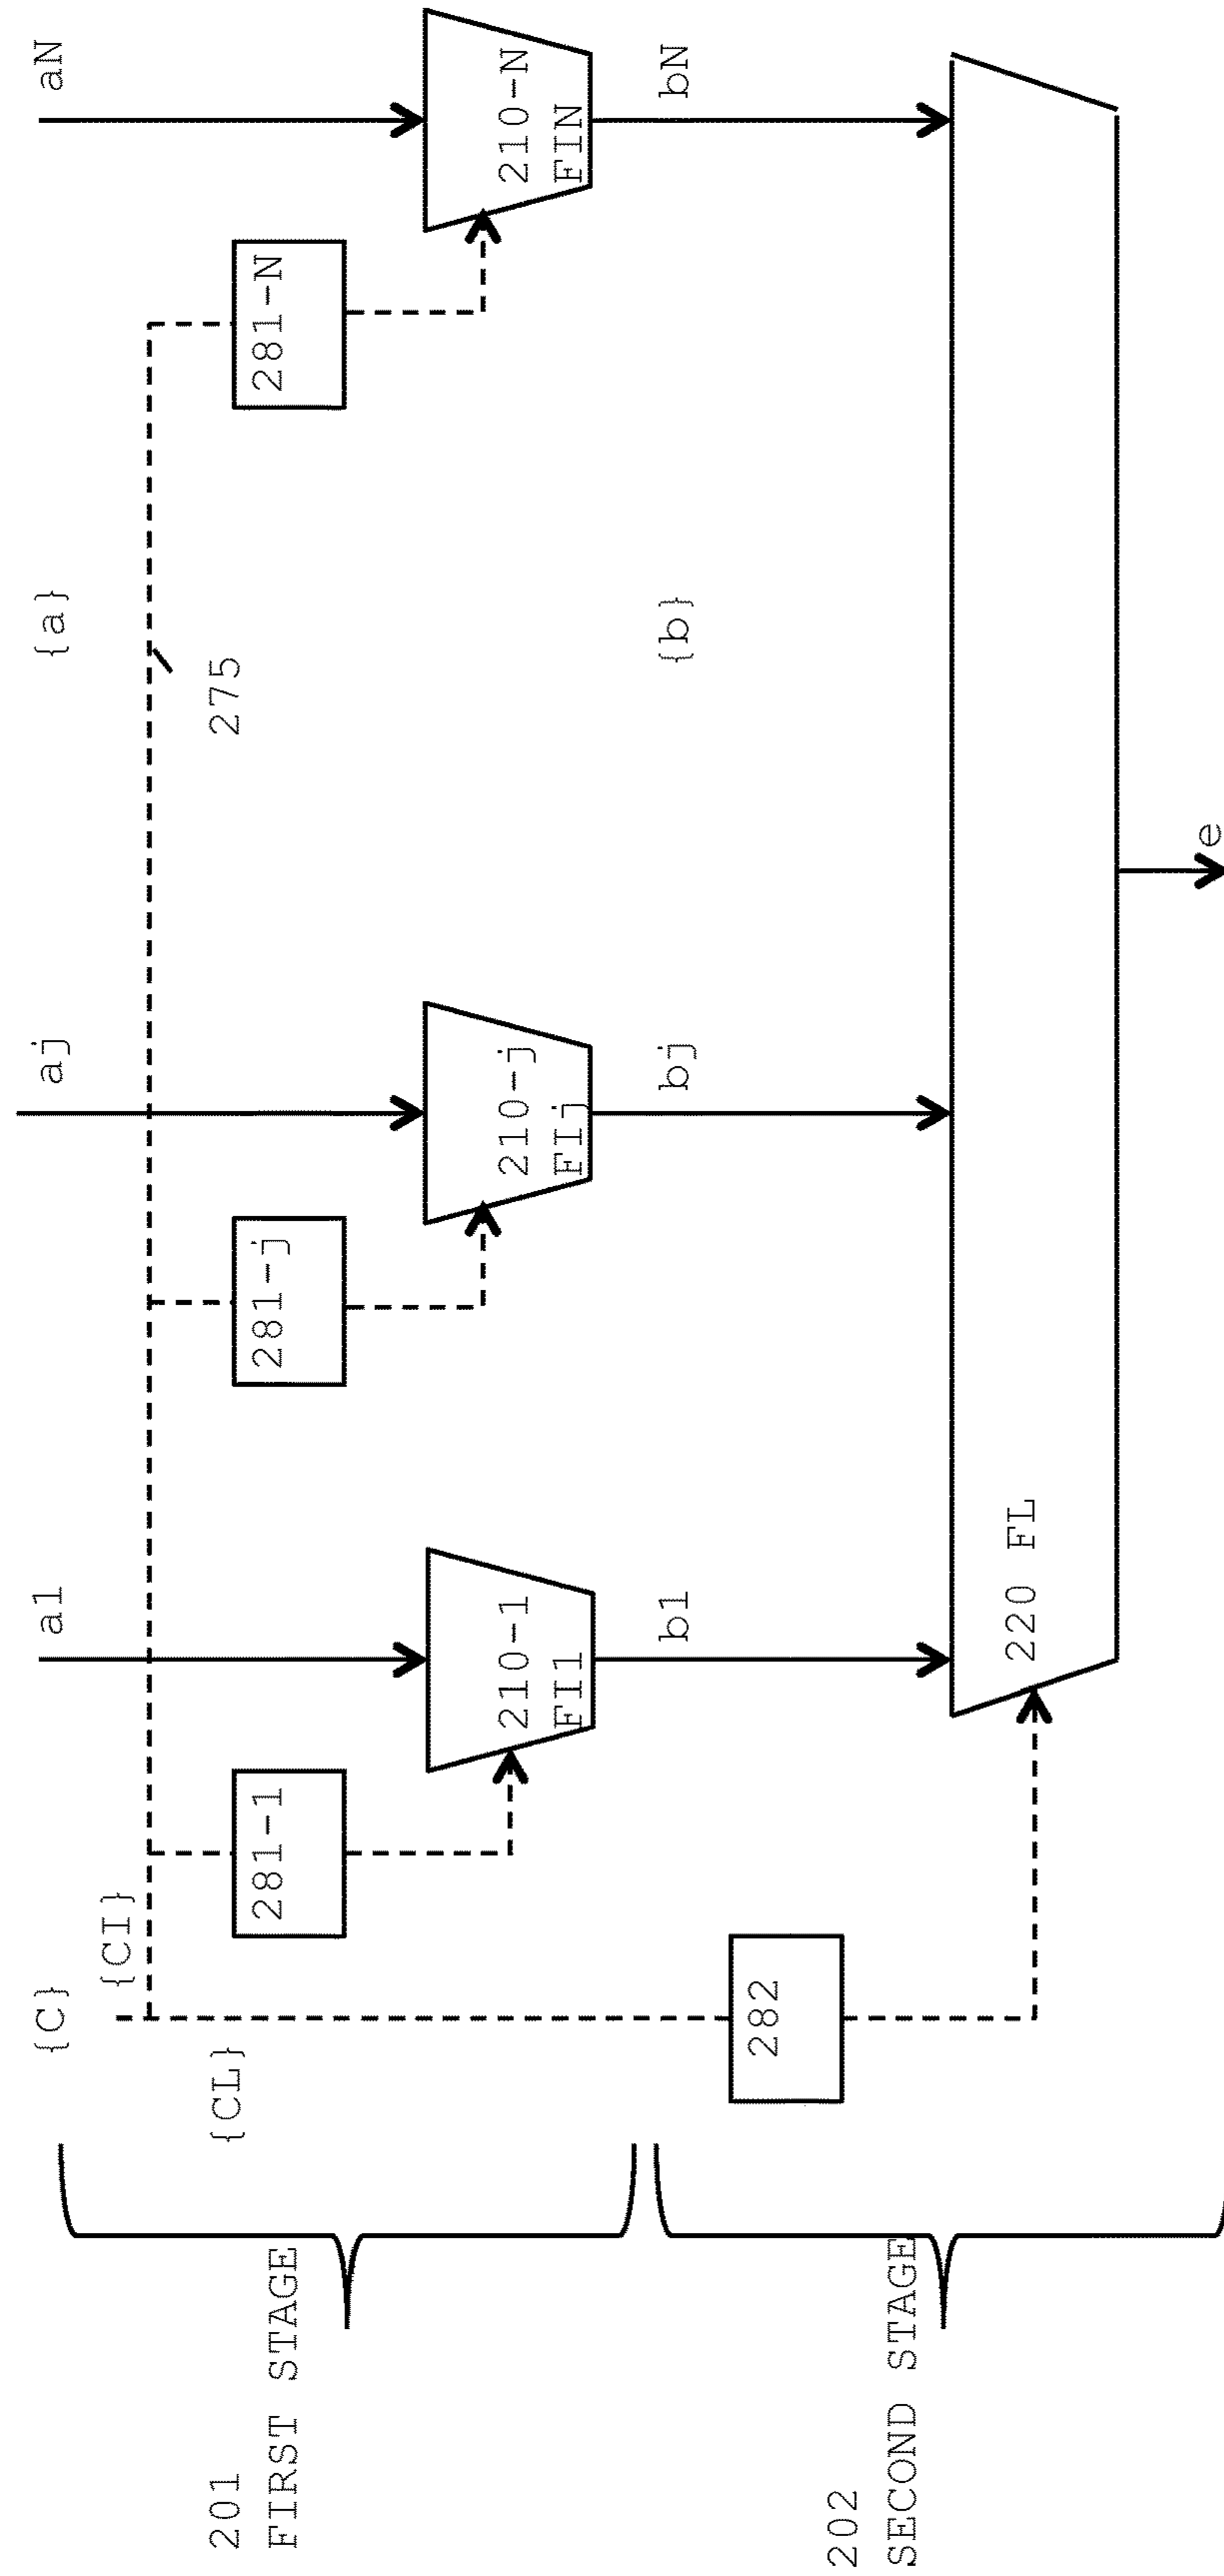 {C}
a1
aj
{a}
aN
{CI}
201
FIRST STAGE
{CL}
275
281-1
281-j
281-N
210-1
FI1
210-j
FIj
210-N
FIN
b1
bj
{b}
bN
282
202
SECOND STAGE
220 FL
e